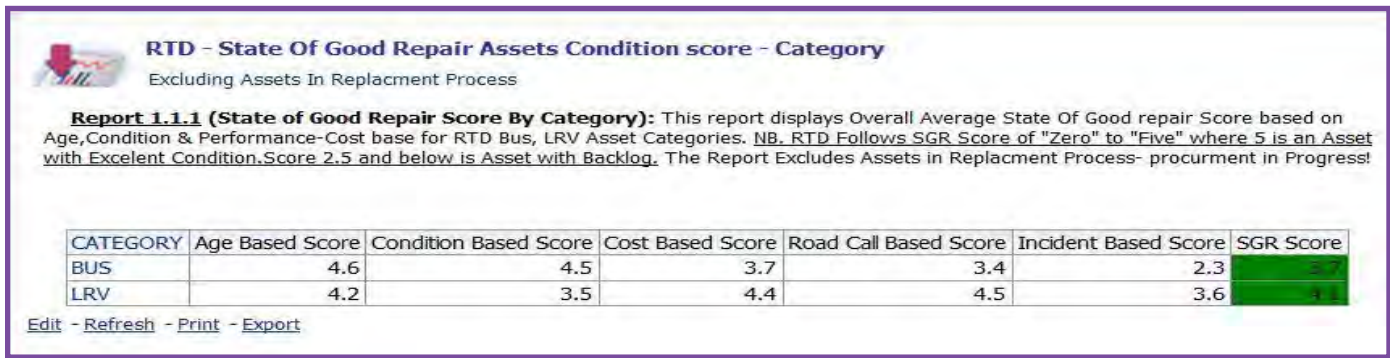 RTD - State Of Good Repair Assets Condition score - Category
Excluding Assets In Replacment Process
Report 1.1.1 (State of Good Repair Score By Category): This report displays Overall Average State Of Good repair Score based on
Age,Condition & Performance-Cost base for RTD Bus, LRV Asset Categories. NB. RTD Follows SGR Score of "Zero" to "Five" where 5 is an Asset
with Excelent Condition.Score 2.5 and below is Asset with Backlog. The Report Excludes Assets in Replacment Process- procurment in Progress!
CATEGORY Age Based Score Condition Based Score Cost Based Score Road Call Based Score Incident Based Score SGR Score
BUS 4.6 4.5 3.7 3.4 2.3 3.7
LRV 4.2 3.5 4.4 4.5 3.6 4.1
Edit - Refresh - Print - Export